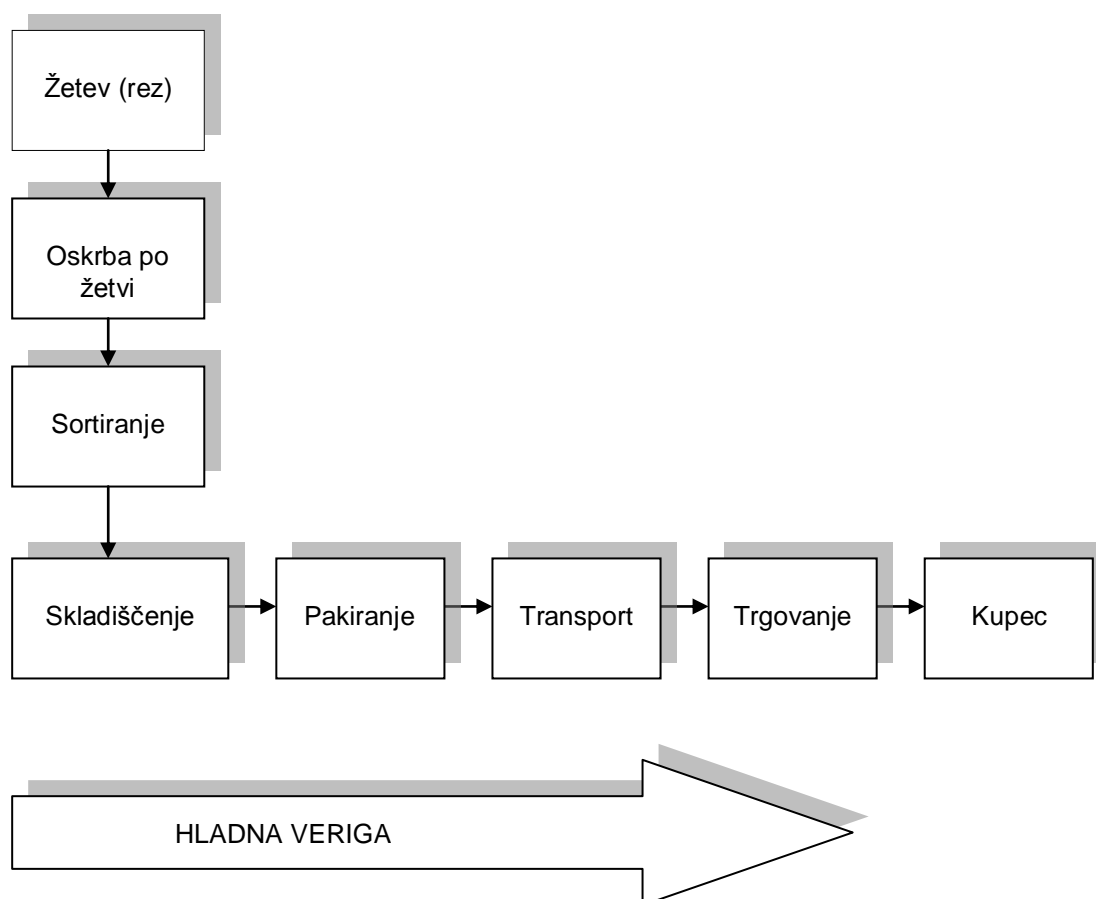 Žetev (rez)
Oskrba po
žetvi
Sortiranje
Skladiščenje
Pakiranje
Transport
Trgovanje
Kupec
HLADNA VERIGA